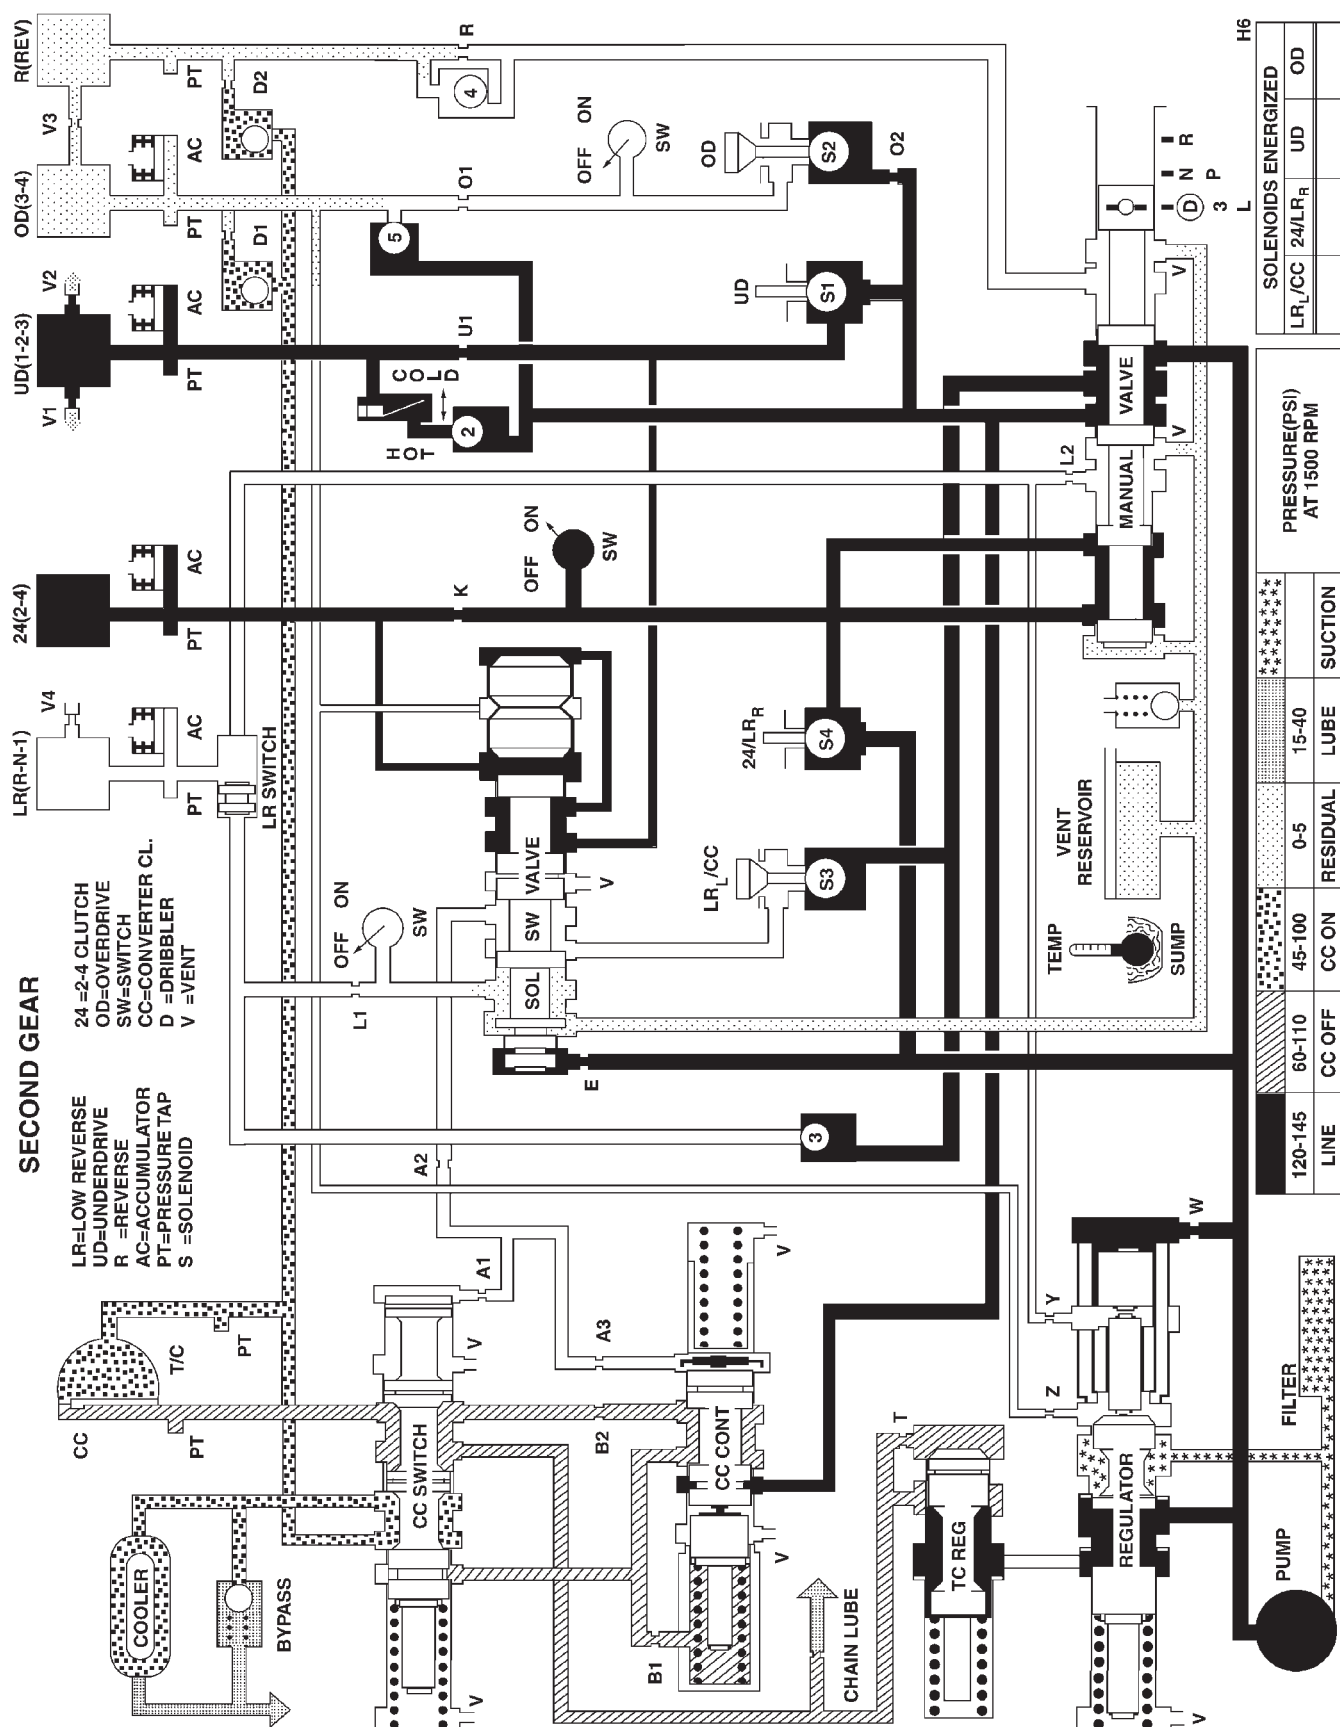 SECOND GEAR
LR=LOW REVERSE
UD=UNDERDRIVE
R =REVERSE
AC=ACCUMULATOR
PT=PRESSURE TAP
S =SOLENOID
24 =2-4 CLUTCH
OD=OVERDRIVE
SW=SWITCH
CC=CONVERTER CL.
D =DRIBBLER
V =VENT
LR(R-N-1)
V4
24(2-4)
UD(1-2-3)
V1
V2
OD(3-4)
V3
R(REV)
PT
AC
PT
AC
PT
AC
PT
AC
PT
D1
D2
LR SWITCH
CC
T/C
PT
PT
COOLER
BYPASS
CC SWITCH
V
V
A1
A2
A3
B2
B1
CC CONT
V
V
CHAIN LUBE
T
TC REG
Z
Y
W
REGULATOR
V
PUMP
FILTER
L1
OFF
ON
SW
SOL
SW
VALVE
V
E
3
LRL/CC
S3
24/LRR
S4
K
OFF
ON
SW
HOT
COLD
2
U1
5
O1
OFF
ON
SW
R
4
UD
S1
OD
S2
O2
L2
MANUAL
VALVE
V
V
TEMP
SUMP
VENT
RESERVOIR
D N R
3 P
L
H6
120-145
60-110
45-100
0-5
15-40
PRESSURE(PSI)
AT 1500 RPM
LINE
CC OFF
CC ON
RESIDUAL
LUBE
SUCTION
SOLENOIDS ENERGIZED
LRL/CC
24/LRR
UD
OD